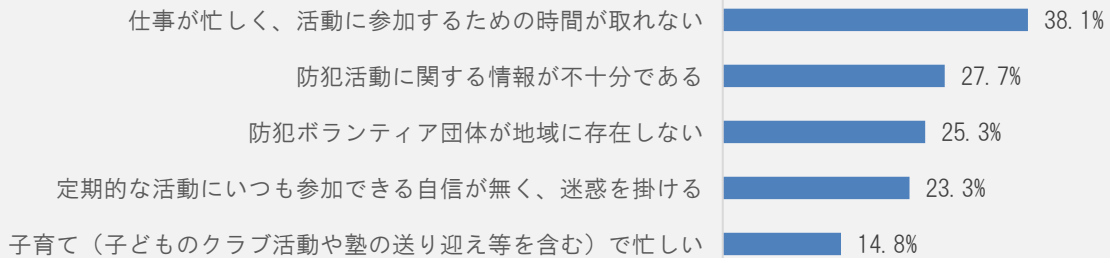 仕事が忙しく、活動に参加するための時間が取れない 38.1%
防犯活動に関する情報が不十分である 27.7%
防犯ボランティア団体が地域に存在しない 25.3%
定期的な活動にいつも参加できる自信が無く、迷惑を掛ける 23.3%
子育て（子どものクラブ活動や塾の送り迎え等を含む）で忙しい 14.8%